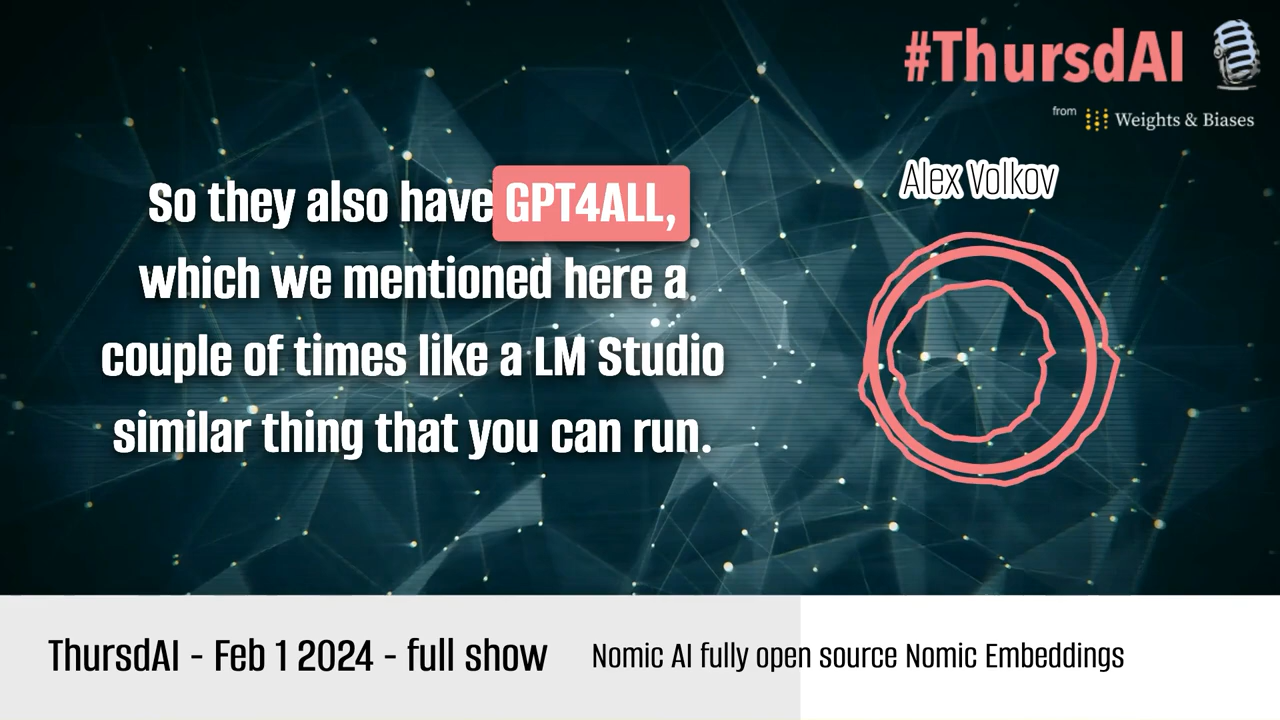 #ThursdAI
from Weights & Biases
Alex Volkov
So they also have GPT4ALL,
which we mentioned here a
couple of times like a LM Studio
similar thing that you can run.
ThursdAI - Feb 1 2024 - full show
Nomic AI fully open source Nomic Embeddings